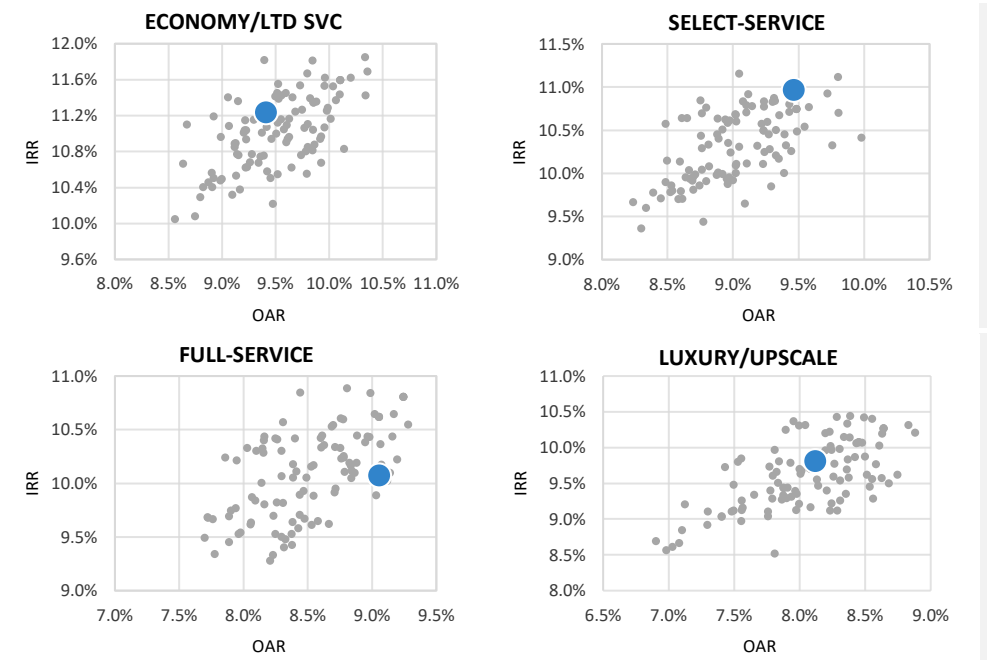 ECONOMY/LTD SVC
12.0%
11.6%
11.2%
10.8%
10.4%
10.0%
9.6%
IRR
8.0% 8.5% 9.0% 9.5% 10.0% 10.5% 11.0%
OAR
SELECT-SERVICE
11.5%
11.0%
10.5%
10.0%
9.5%
9.0%
IRR
8.0% 8.5% 9.0% 9.5% 10.0% 10.5%
OAR
FULL-SERVICE
11.0%
10.5%
10.0%
9.5%
9.0%
IRR
7.0% 7.5% 8.0% 8.5% 9.0% 9.5%
OAR
LUXURY/UPSCALE
11.0%
10.5%
10.0%
9.5%
9.0%
8.5%
8.0%
IRR
6.5% 7.0% 7.5% 8.0% 8.5% 9.0%
OAR